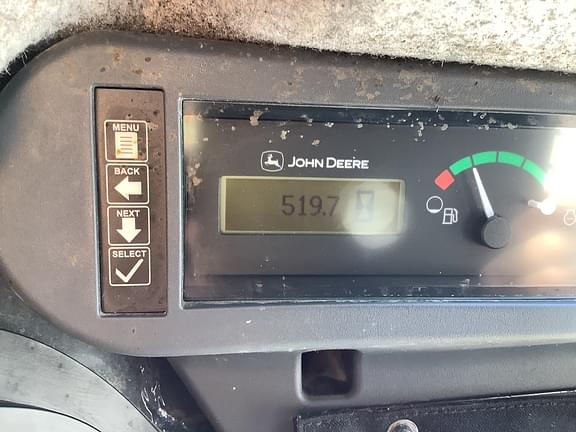 MENU
BACK
NEXT
SELECT
JOHN DEERE
519.7